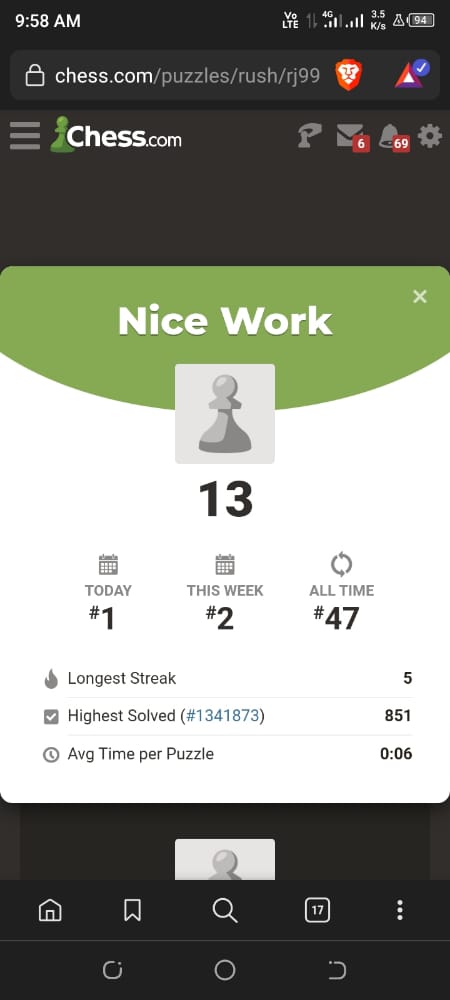 9:58 AM
Vo LTE 4G 3.5 K/s 94
chess.com/puzzles/rush/rj99
Chess.com 6 69
Nice Work
13
TODAY THIS WEEK ALL TIME
#1 #2 #47
Longest Streak 5
Highest Solved (#1341873) 851
Avg Time per Puzzle 0:06
17